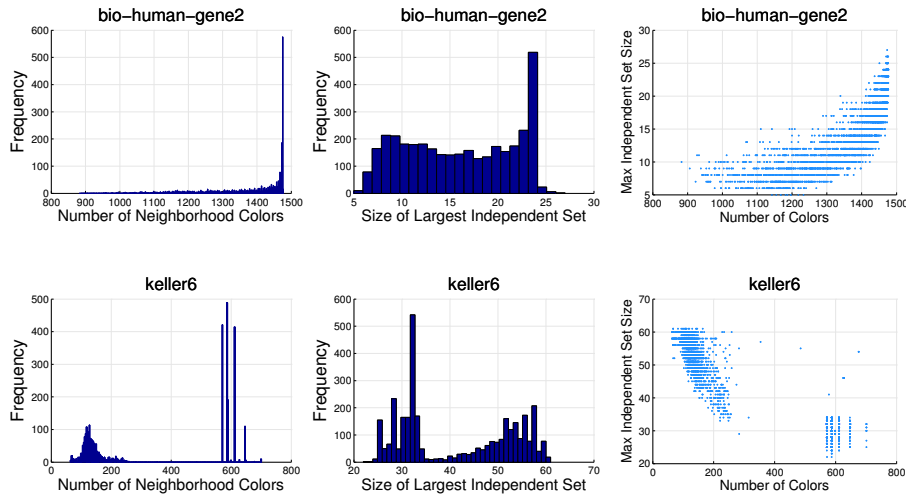 bio-human-gene2
bio-human-gene2
bio-human-gene2
Frequency
600
500
400
300
200
100
0
800 900 1000 1100 1200 1300 1400 1500
Number of Neighborhood Colors
Frequency
600
500
400
300
200
100
0
5 10 15 20 25 30
Size of Largest Independent Set
Max Independent Set Size
30
25
20
15
10
5
800 900 1000 1100 1200 1300 1400 1500
Number of Colors
keller6
keller6
keller6
Frequency
500
400
300
200
100
0
0 200 400 600 800
Number of Neighborhood Colors
Frequency
600
500
400
300
200
100
0
20 30 40 50 60 70
Size of Largest Independent Set
Max Independent Set Size
70
60
50
40
30
20
0 200 400 600 800
Number of Colors